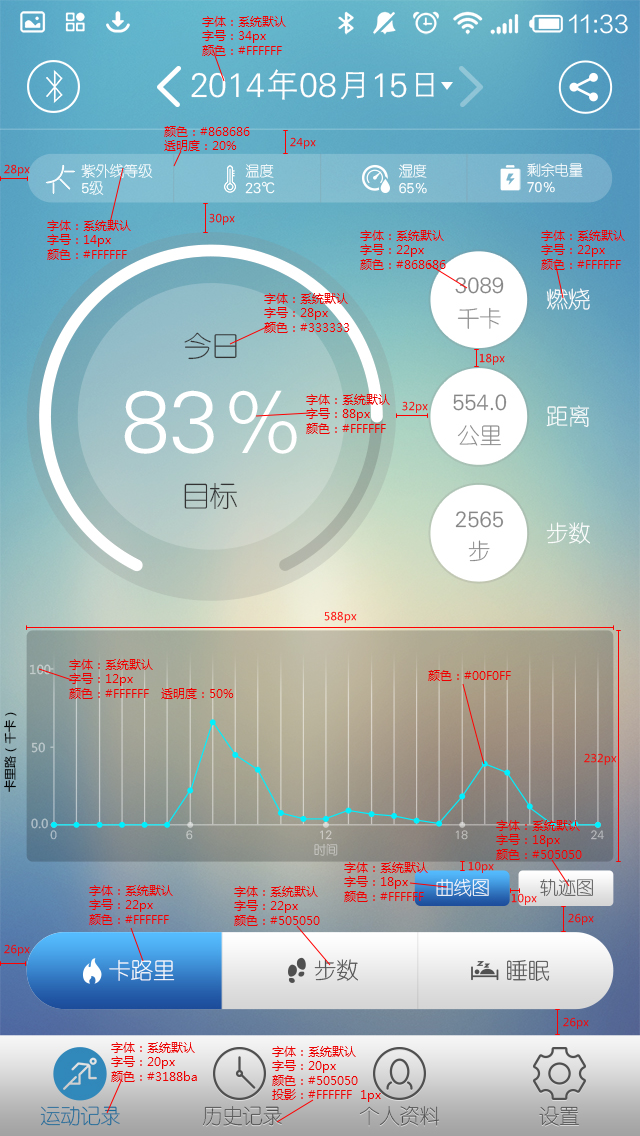 11:33
字体：系统默认
字号：34px
颜色：#FFFFFF
2014年08月15日
颜色：#868686
透明度：20%
24px
28px
紫外线等级
5级
温度
23℃
湿度
65%
剩余电量
70%
30px
字体：系统默认
字号：14px
颜色：#FFFFFF
字体：系统默认
字号：22px
颜色：#868686
字体：系统默认
字号：22px
颜色：#FFFFFF
3089
千卡
燃烧
字体：系统默认
字号：28px
颜色：#333333
今日
18px
83%
字体：系统默认
字号：88px
颜色：#FFFFFF
32px
554.0
公里
距离
目标
2565
步
步数
588px
100
字体：系统默认
字号：12px
颜色：#FFFFFF 透明度：50%
颜色：#00F0FF
卡里路（千卡）
50
232px
0.0
0
6
12
18
24
时间
字体：系统默认
字号：18px
颜色：#505050
10px
字体：系统默认
字号：18px
颜色：#FFFFFF
曲线图
10px
轨迹图
字体：系统默认
字号：22px
颜色：#FFFFFF
字体：系统默认
字号：22px
颜色：#505050
26px
26px
卡路里
步数
睡眠
26px
字体：系统默认
字号：20px
颜色：#3188ba
字体：系统默认
字号：20px
颜色：#505050
投影：#FFFFFF 1px
运动记录
历史记录
个人资料
设置